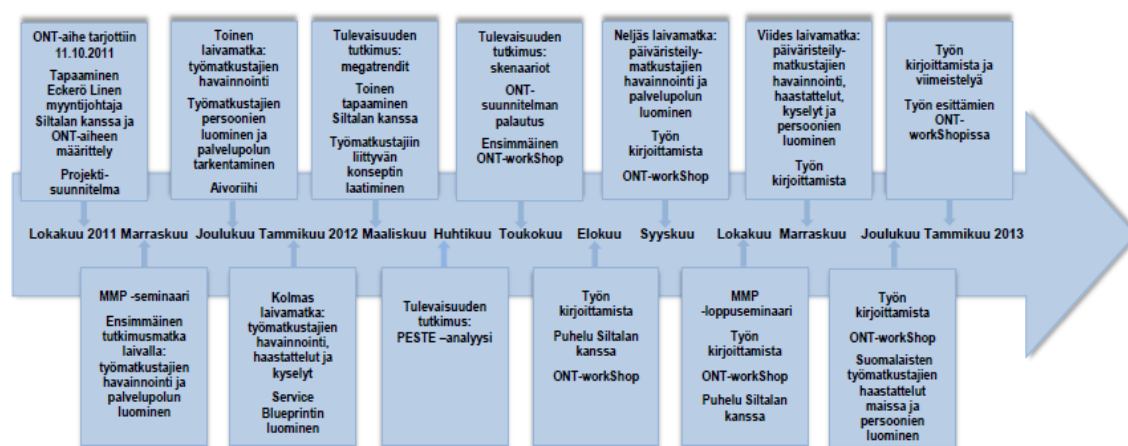 ONT-aihe tarjottiin
11.10.2011
Tapaaminen
Eckerö Linen
myyntijohtaja
Siltalan kanssa ja
ONT-aiheen
määrittely
Projekti-
suunnitelma
Toinen
laivamatka:
työmatkustajien
havainnointi
Työmatkustajien
persoonien
luominen ja
palvelupolun
tarkentaminen
Aivoriihi
Tulevaisuuden
tutkimus:
megatrendit
Toinen
tapaaminen
Siltalan kanssa
Työmatkustajiin
liittyvän
konseptin
laatiminen
Tulevaisuuden
tutkimus:
skenaariot
ONT-
suunnitelman
palautus
Ensimmäinen
ONT-workShop
Neljäs laivamatka:
päiväristeily-
matkustajien
havainnointi ja
palvelupolun
luominen
Työn
kirjoittamista
ONT-workShop
Viides laivamatka:
päiväristeily-
matkustajien
havainnointi,
haastattelut,
kyselyt ja
persoonien
luominen
Työn
kirjoittamista
Työn
kirjoittamista ja
viimeistelyä
Työn esittämien
ONT-
workShopissa
Lokakuu 2011 Marraskuu Joulukuu Tammikuu 2012 Maaliskuu Huhtikuu Toukokuu Elokuu Syyskuu Lokakuu Marraskuu Joulukuu Tammikuu 2013
MMP -seminaari
Ensimmäinen
tutkimusmatka
laivalla:
työmatkustajien
havainnointi ja
palvelupolun
luominen
Kolmas
laivamatka:
työmatkustajien
havainnointi,
haastattelut ja
kyselyt
Service
Blueprintin
luominen
Tulevaisuuden
tutkimus:
PESTE –analyysi
Työn
kirjoittamista
Puhelu Siltalan
kanssa
ONT-workShop
MMP
-loppuseminaari
Työn
kirjoittamista
ONT-workShop
Puhelu Siltalan
kanssa
Työn
kirjoittamista
ONT-workShop
Suomalaisten
työmatkustajien
haastattelut
maissa ja
persoonien
luominen